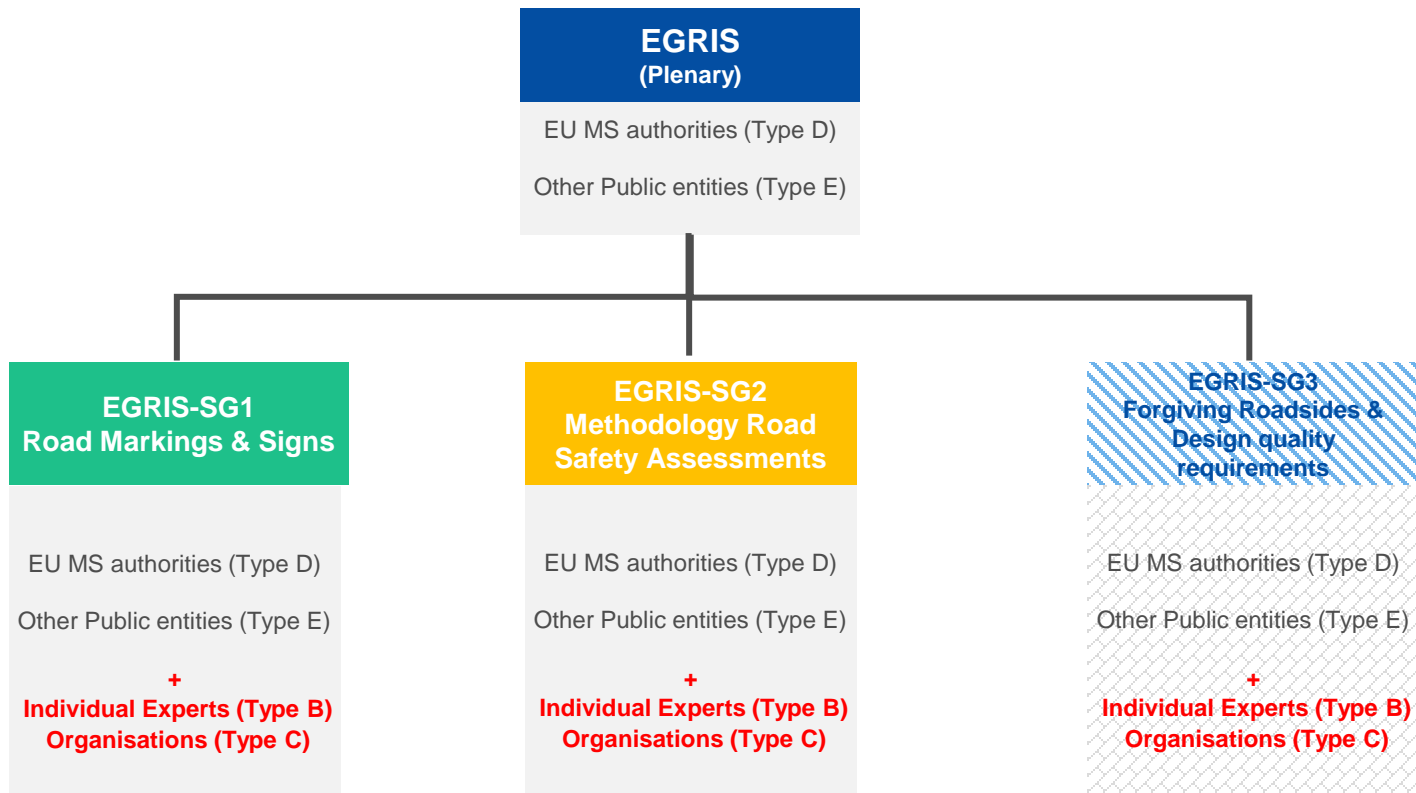 EGRIS
(Plenary)
EU MS authorities (Type D)
Other Public entities (Type E)
EGRIS-SG1
Road Markings & Signs
EU MS authorities (Type D)
Other Public entities (Type E)
+
Individual Experts (Type B)
Organisations (Type C)
EGRIS-SG2
Methodology Road
Safety Assessments
EU MS authorities (Type D)
Other Public entities (Type E)
+
Individual Experts (Type B)
Organisations (Type C)
EGRIS-SG3
Forgiving Roadsides &
Design quality
requirements
EU MS authorities (Type D)
Other Public entities (Type E)
+
Individual Experts (Type B)
Organisations (Type C)